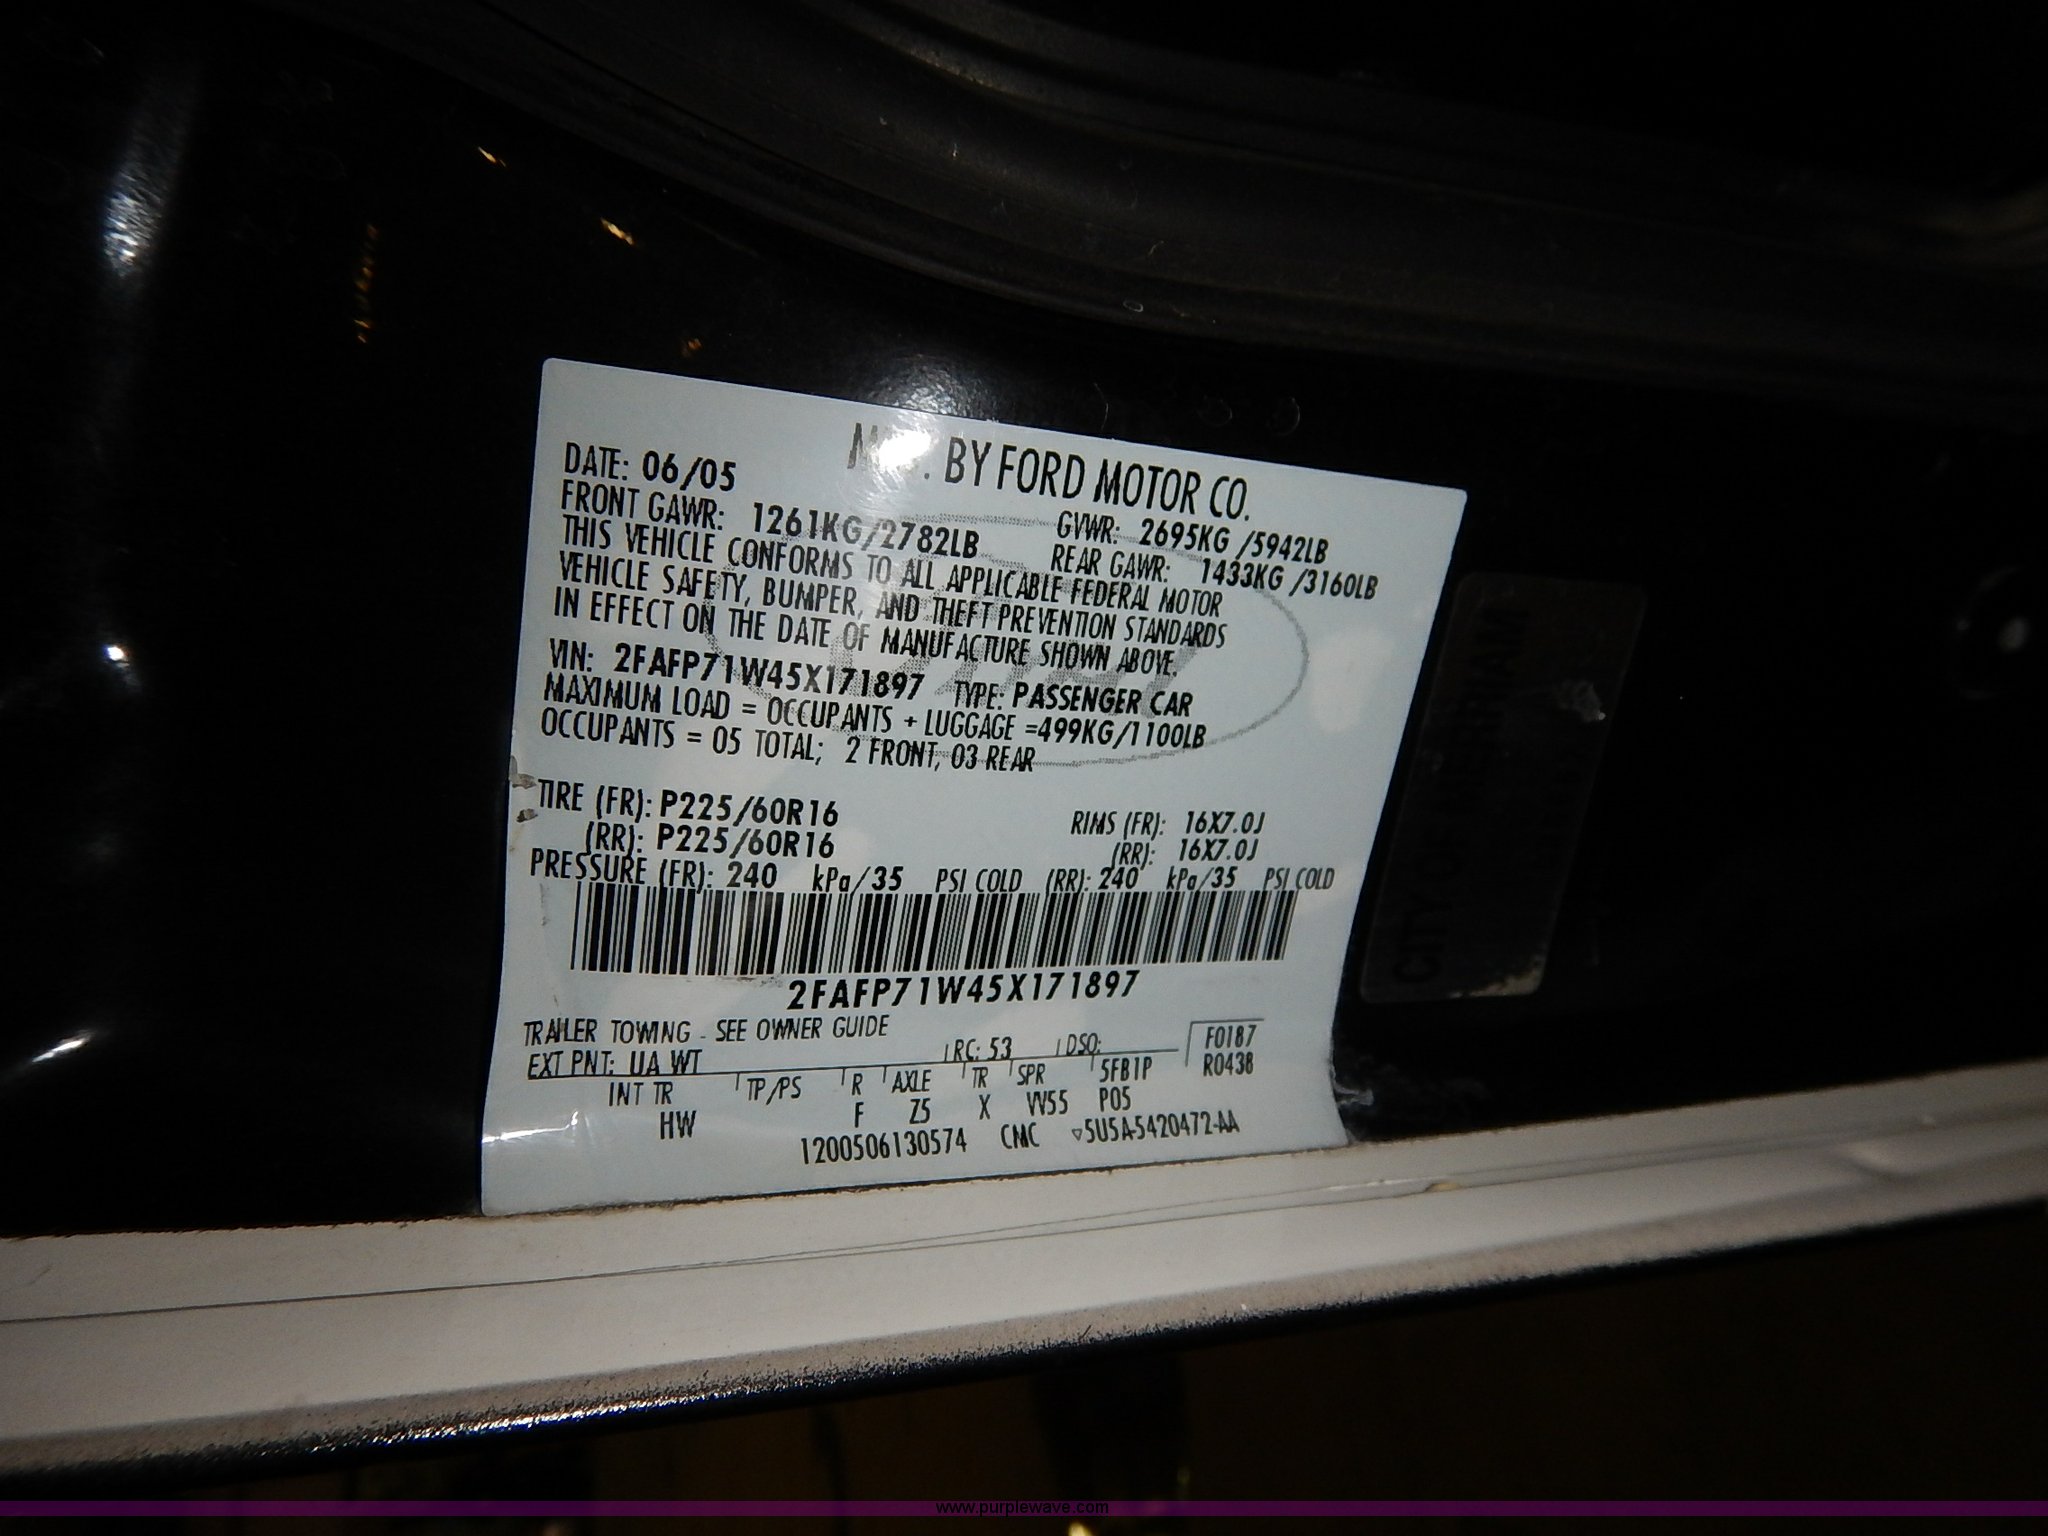 MFD. BY FORD MOTOR CO.
DATE: 06/05
GVWR: 2695KG /5942LB
FRONT GAWR: 1261KG/2782LB
REAR GAWR: 1433KG /3160LB
THIS VEHICLE CONFORMS TO ALL APPLICABLE FEDERAL MOTOR
VEHICLE SAFETY, BUMPER, AND THEFT PREVENTION STANDARDS
IN EFFECT ON THE DATE OF MANUFACTURE SHOWN ABOVE.
VIN: 2FAFP71W45X171897 TYPE: PASSENGER CAR
MAXIMUM LOAD = OCCUPANTS + LUGGAGE =499KG/1100LB
OCCUPANTS = 05 TOTAL; 2 FRONT, 03 REAR
TIRE (FR): P225/60R16 RIMS (FR): 16X7.0J
(RR): P225/60R16 (RR): 16X7.0J
PRESSURE (FR): 240 kPa/35 PSI COLD (RR): 240 kPa/35 PSI COLD
2FAFP71W45X171897
TRAILER TOWING - SEE OWNER GUIDE
EXT PNT: UA WT RC: 53 DSO: F0187
R0438
INT TR TP/PS R AXLE TR SPR 5FB1P
HW F Z5 X VV55 P05
1200506130574 CMC ▽5U5A-5420472-AA
CITY OF
www.purplewave.com